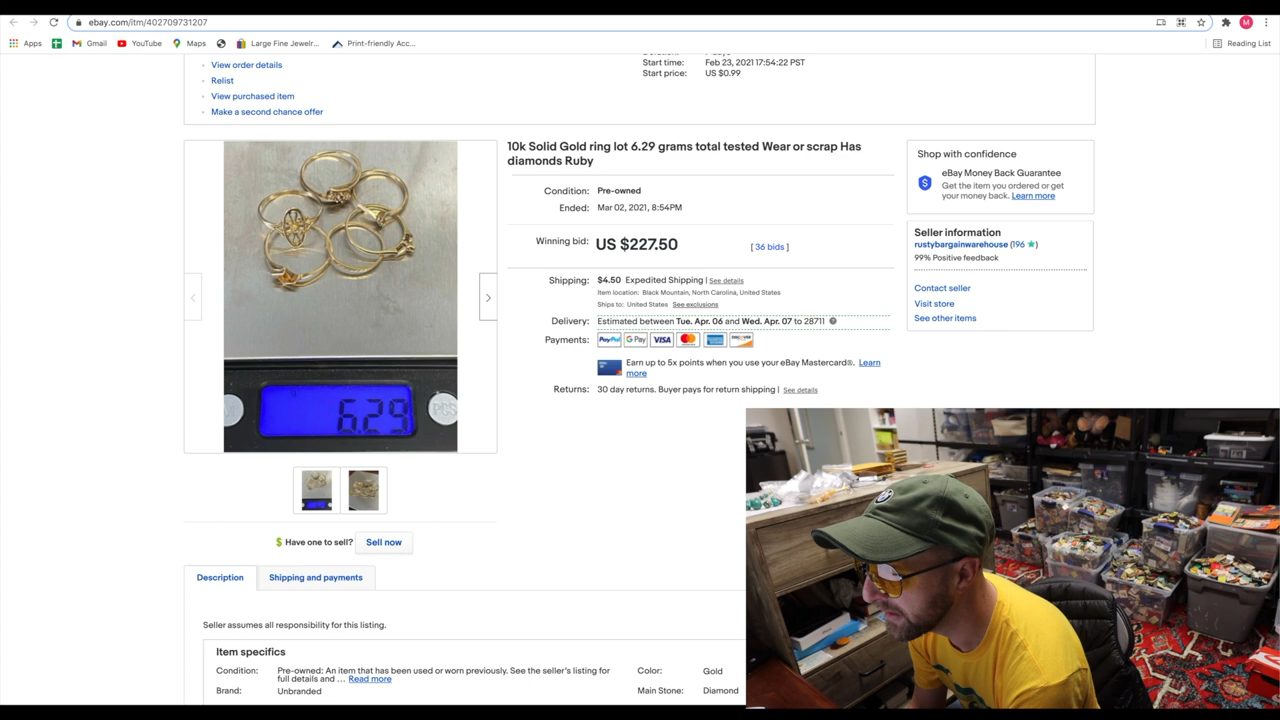 ebay.com/itm/402709731207
M
Apps
Gmail
YouTube
Maps
Large Fine Jewelr...
Print-friendly Acc...
Reading List
View order details
Relist
View purchased item
Make a second chance offer
Start time: Feb 23, 2021 17:54:22 PST
Start price: US $0.99
10k Solid Gold ring lot 6.29 grams total tested Wear or scrap Has
diamonds Ruby
Condition: Pre-owned
Ended: Mar 02, 2021, 8:54PM
Winning bid: US $227.50 [ 36 bids ]
Shipping: $4.50 Expedited Shipping | See details
Item location: Black Mountain, North Carolina, United States
Ships to: United States See exclusions
Delivery: Estimated between Tue. Apr. 06 and Wed. Apr. 07 to 28711
Payments: PayPal G Pay VISA
Earn up to 5x points when you use your eBay Mastercard®. Learn
more
Returns: 30 day returns. Buyer pays for return shipping | See details
Shop with confidence
eBay Money Back Guarantee
Get the item you ordered or get
your money back. Learn more
Seller information
rustybargainwarehouse (196 )
99% Positive feedback
Contact seller
Visit store
See other items
6.29
PCS
Have one to sell? Sell now
Description
Shipping and payments
Seller assumes all responsibility for this listing.
Item specifics
Condition: Pre-owned: An item that has been used or worn previously. See the seller's listing for
full details and ... Read more
Color: Gold
Brand: Unbranded
Main Stone: Diamond